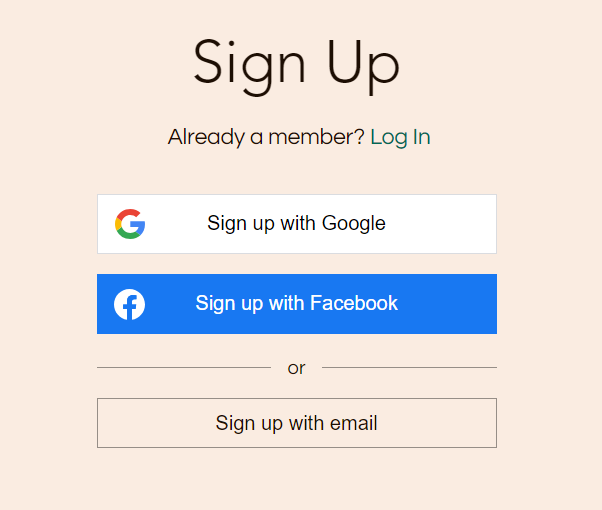 Sign Up
Already a member? Log In
Sign up with Google
Sign up with Facebook
or
Sign up with email